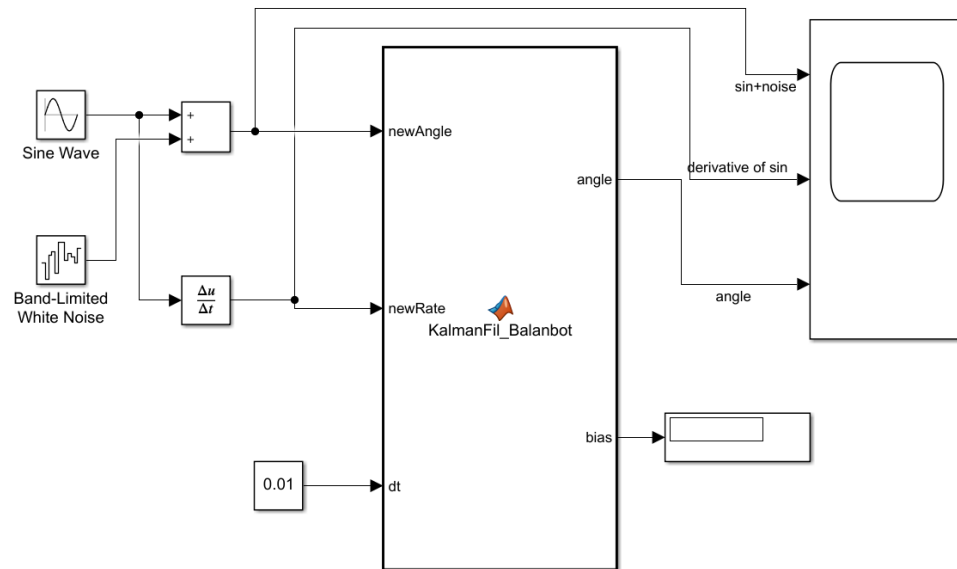 sin+noise
+
+
newAngle
Sine Wave
derivative of sin
angle
Δu
Δt
Band-Limited
White Noise
newRate
angle
KalmanFil_Balanbot
bias
0.01
dt